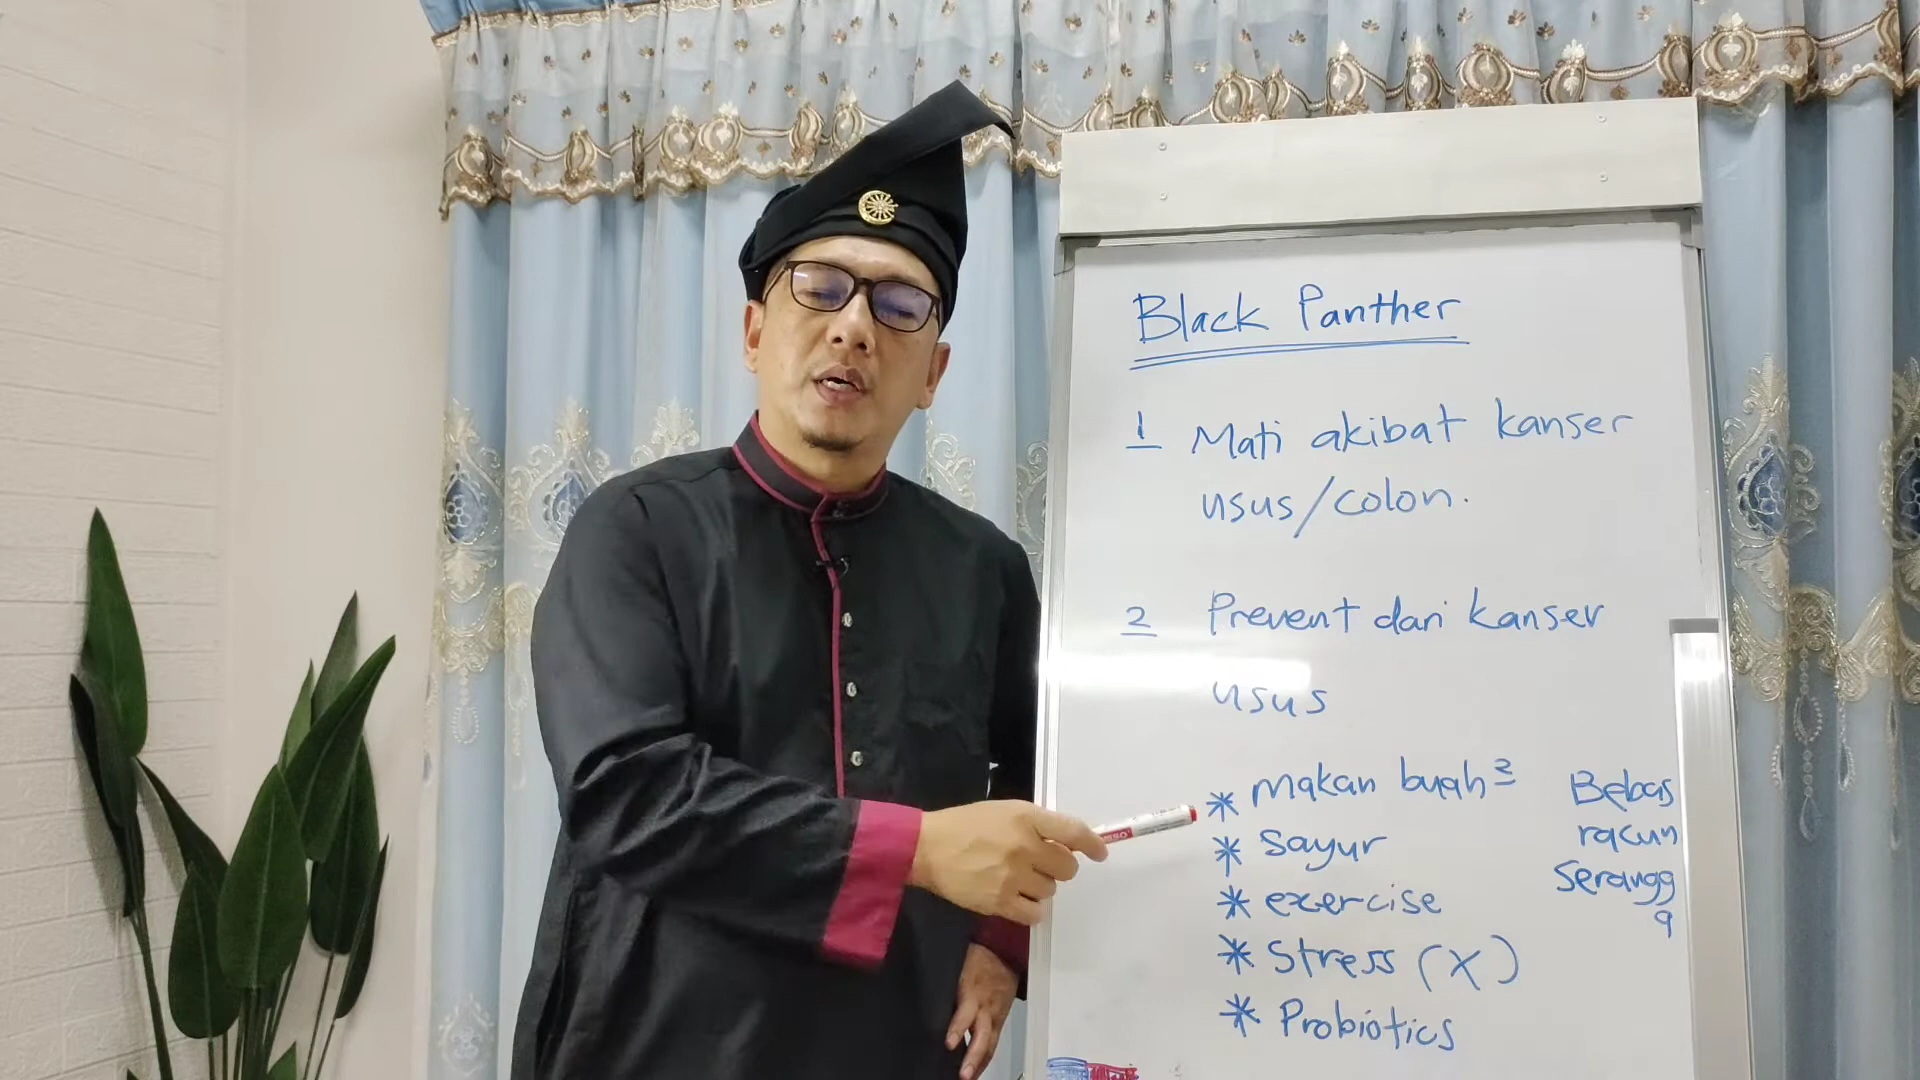 Black Panther
1 Mati akibat kanser
usus/colon.
2 Prevent dari kanser
usus
* Makan buah2
* Sayur
* exercise
* Stress (X)
* Probiotics
Bebas
racun
serangg
a